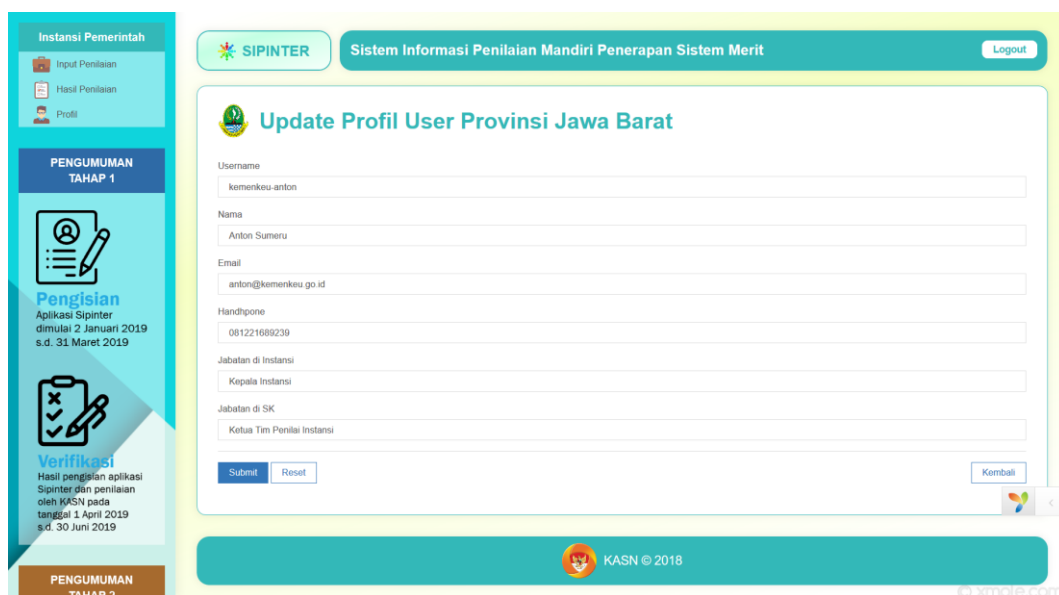 Instansi Pemerintah
Input Penilaian
Hasil Penilaian
Profil
PENGUMUMAN
TAHAP 1
Pengisian
Aplikasi Sipinter
dimulai 2 Januari 2019
s.d. 31 Maret 2019
Verifikasi
Hasil pengisian aplikasi
Sipinter dan penilaian
oleh KASN pada
tanggal 1 April 2019
s.d. 30 Juni 2019
PENGUMUMAN
TAHAP 2
SIPINTER
Sistem Informasi Penilaian Mandiri Penerapan Sistem Merit
Logout
Update Profil User Provinsi Jawa Barat
Username
kemenkeu-anton
Nama
Anton Sumeru
Email
anton@kemenkeu.go.id
Handhpone
081221689239
Jabatan di Instansi
Kepala Instansi
Jabatan di SK
Ketua Tim Penilai Instansi
Submit
Reset
Kembali
KASN © 2018